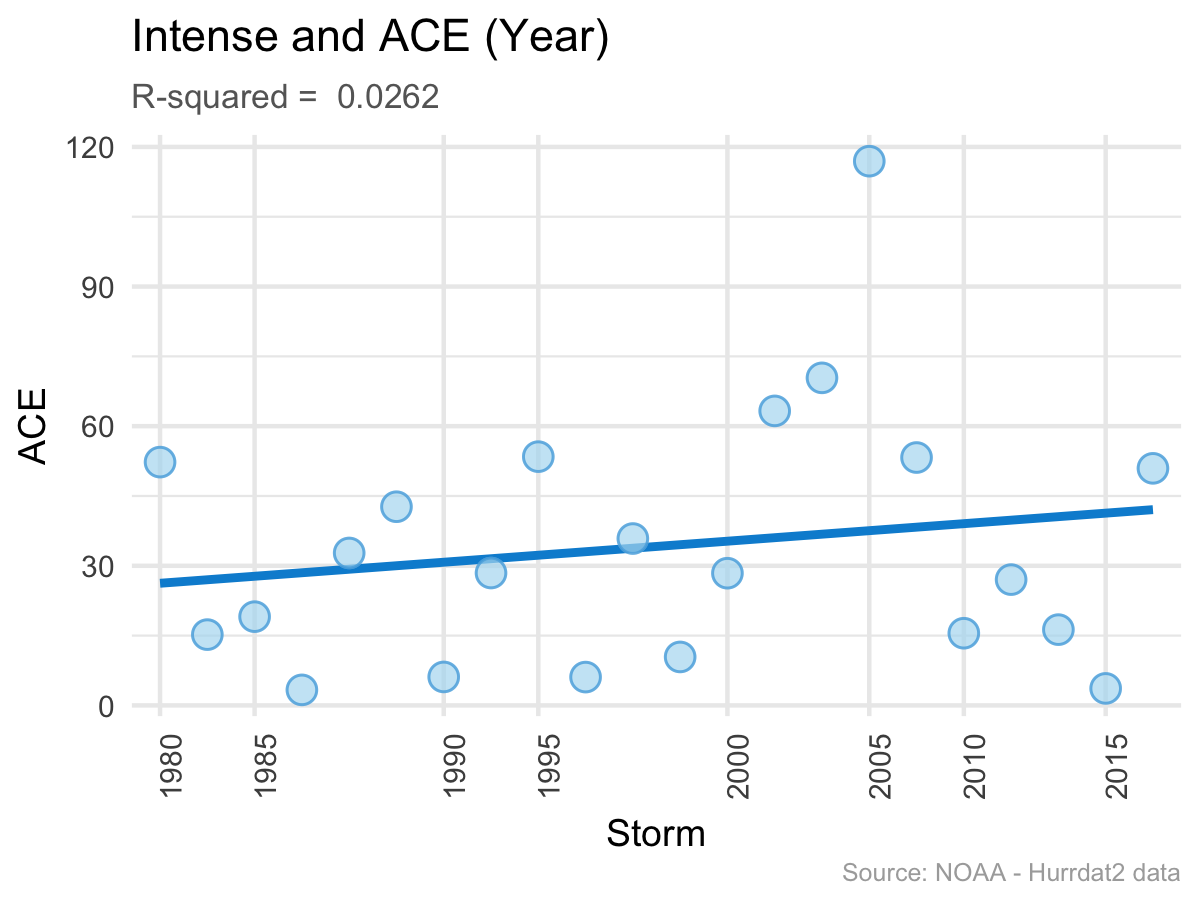 Intense and ACE (Year)
R-squared =  0.0262
120
90
60
30
0
ACE
1980
1985
1990
1995
2000
2005
2010
2015
Storm
Source: NOAA - Hurrdat2 data